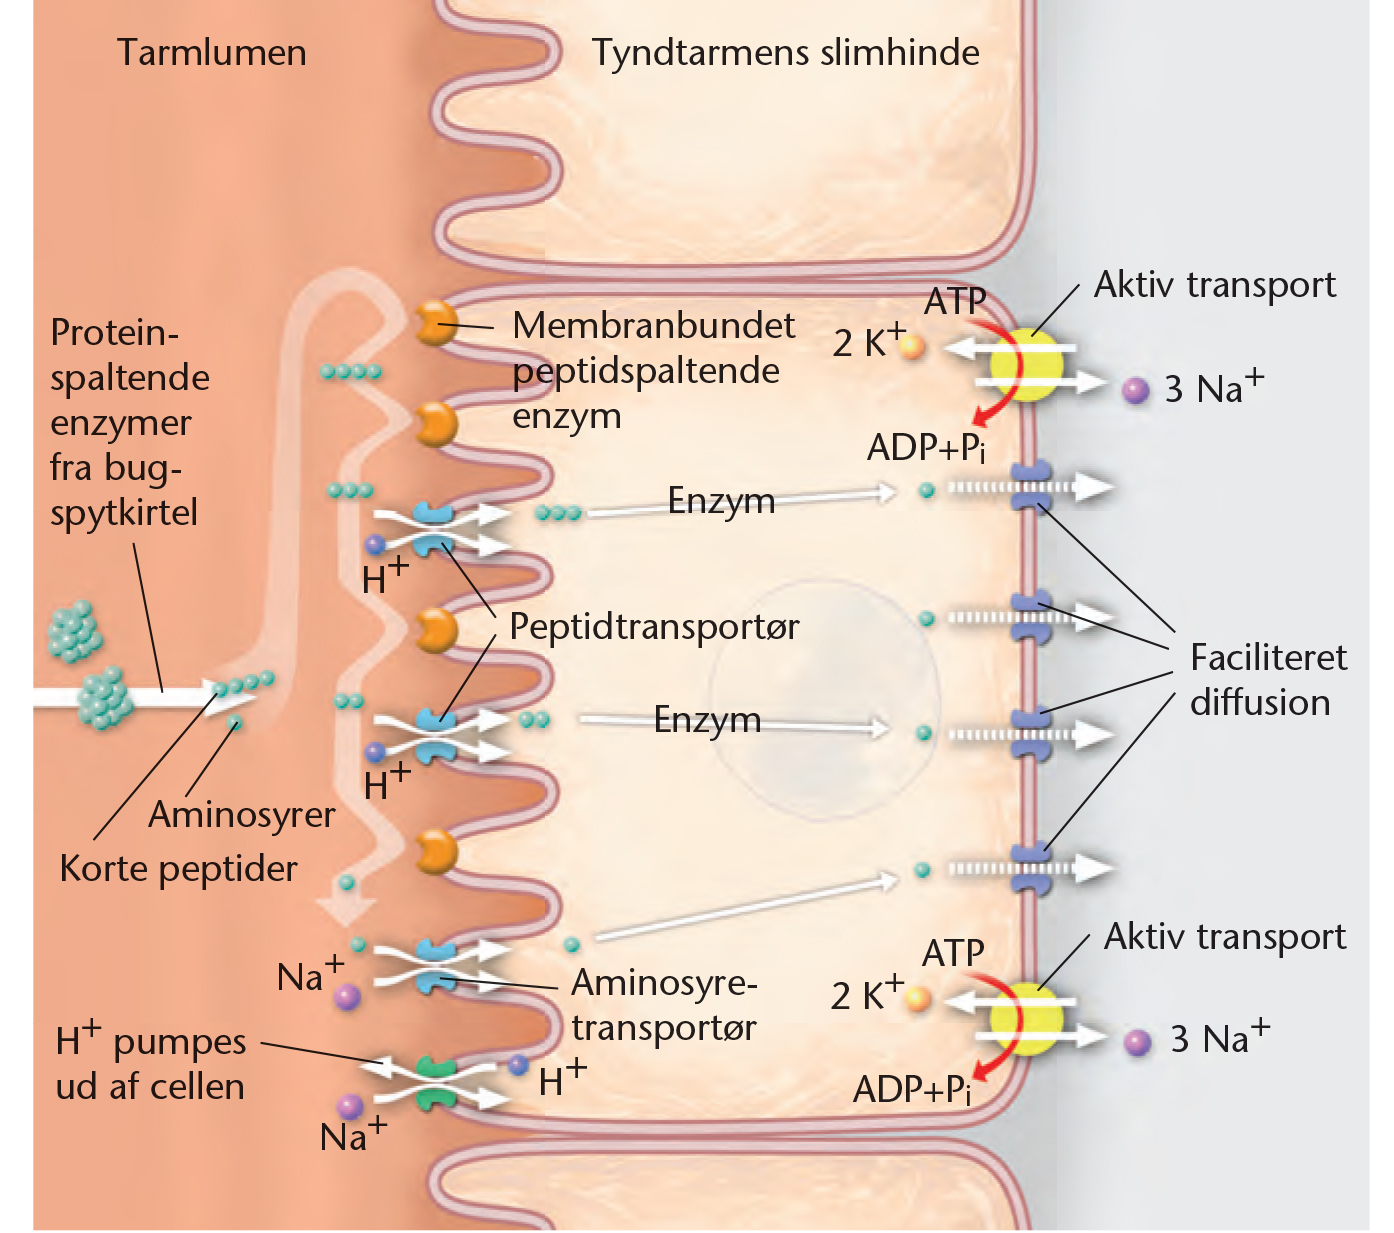 Tarmlumen
Tyndtarmens slimhinde
Aktiv transport
ATP
2 K+
3 Na+
ADP+Pi
Protein-
spaltende
enzymer
fra bug-
spytkirtel
Membranbundet
peptidspaltende
enzym
Enzym
H+
Peptidtransportør
Faciliteret
diffusion
Enzym
H+
Aminosyrer
Korte peptider
Na+
Aminosyre-
transportør
ATP
Aktiv transport
2 K+
3 Na+
ADP+Pi
H+ pumpes
ud af cellen
H+
Na+